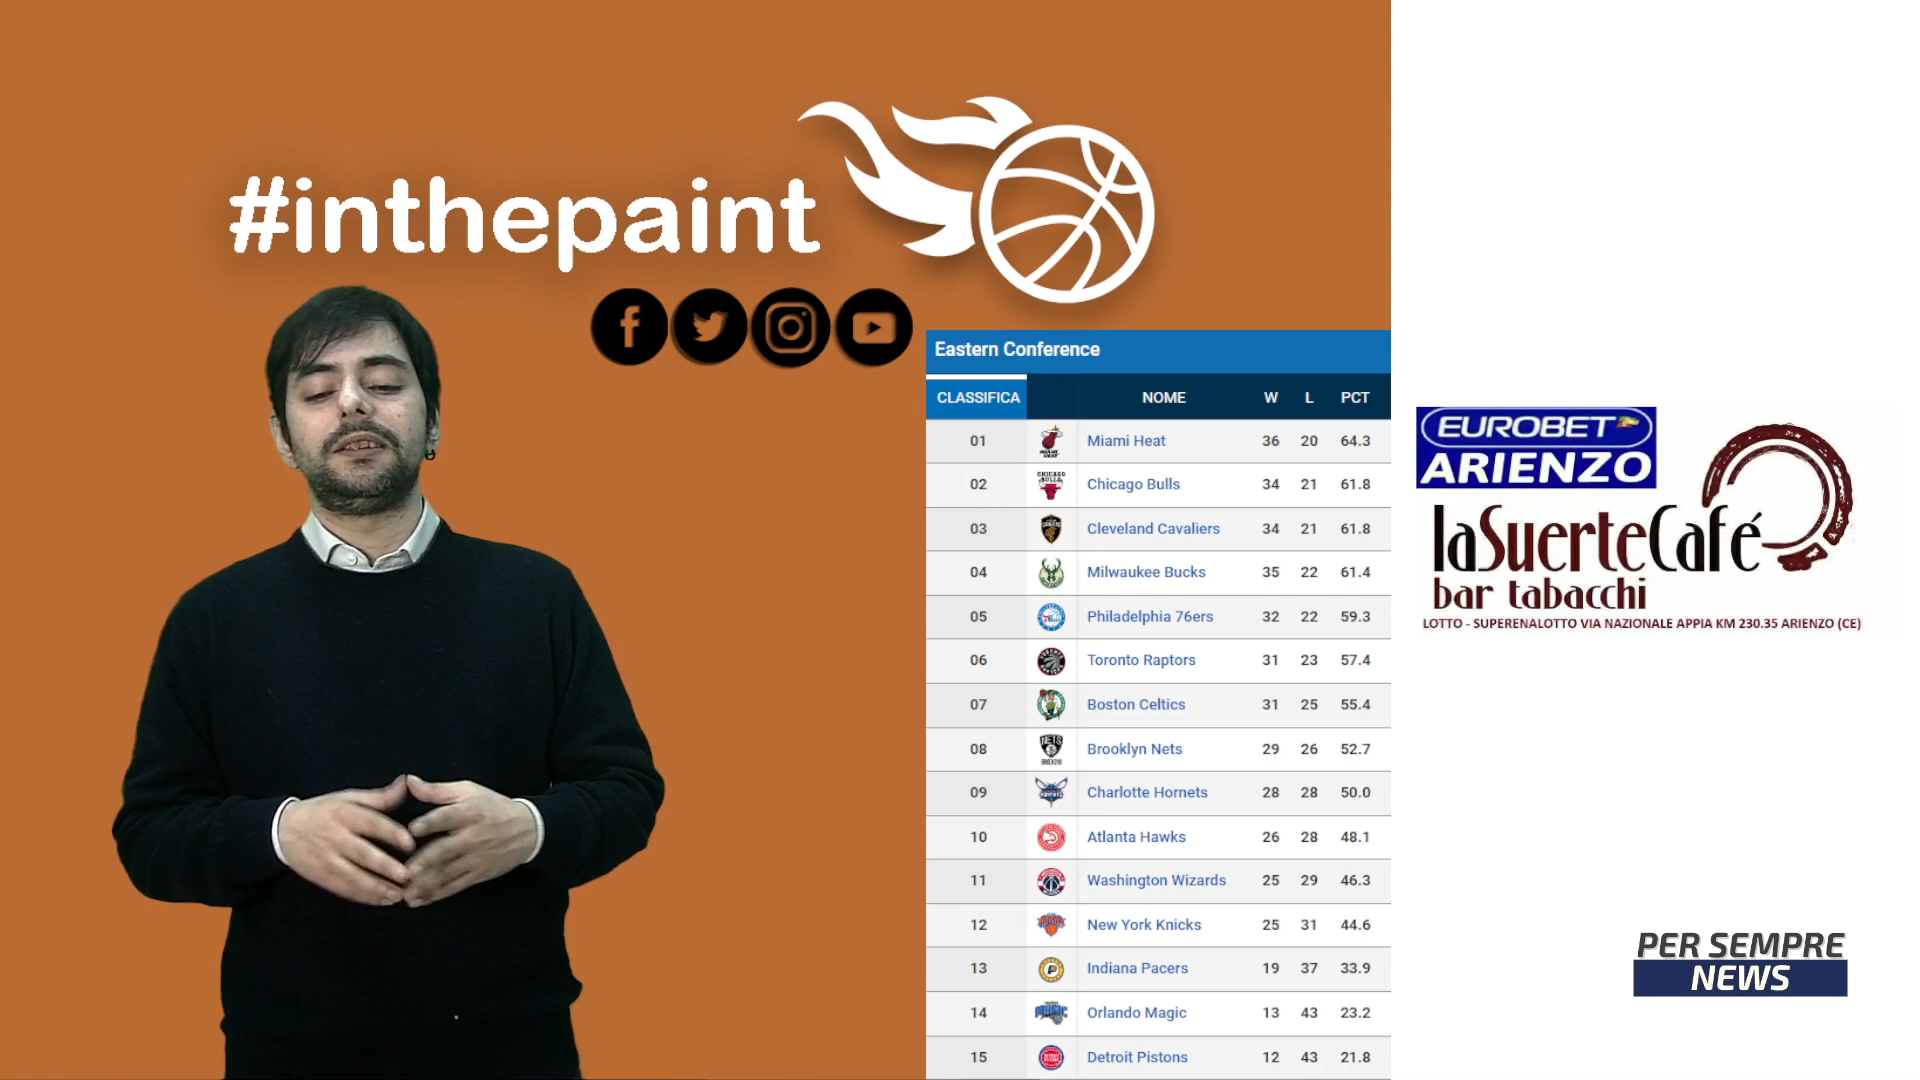 #inthepaint
Eastern Conference
CLASSIFICA NOME W L PCT
01 Miami Heat 36 20 64.3
02 Chicago Bulls 34 21 61.8
03 Cleveland Cavaliers 34 21 61.8
04 Milwaukee Bucks 35 22 61.4
05 Philadelphia 76ers 32 22 59.3
06 Toronto Raptors 31 23 57.4
07 Boston Celtics 31 25 55.4
08 Brooklyn Nets 29 26 52.7
09 Charlotte Hornets 28 28 50.0
10 Atlanta Hawks 26 28 48.1
11 Washington Wizards 25 29 46.3
12 New York Knicks 25 31 44.6
13 Indiana Pacers 19 37 33.9
14 Orlando Magic 13 43 23.2
15 Detroit Pistons 12 43 21.8
EUROBET
ARIENZO
laSuerteCafé
bar tabacchi
LOTTO - SUPERENALOTTO VIA NAZIONALE APPIA KM 230.35 ARIENZO (CE)
PER SEMPRE
NEWS